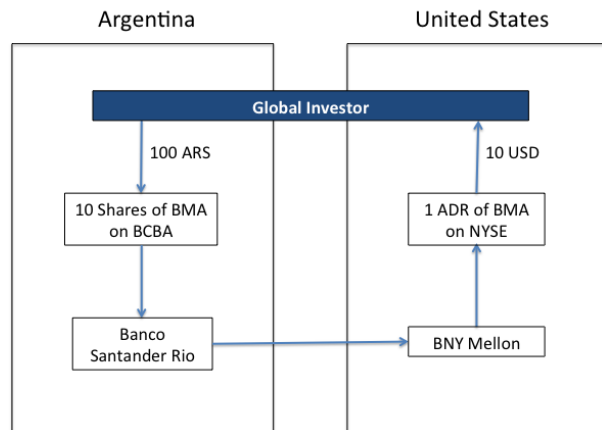 Argentina
United States
Global Investor
100 ARS
10 USD
10 Shares of BMA
on BCBA
1 ADR of BMA
on NYSE
Banco
Santander Rio
BNY Mellon